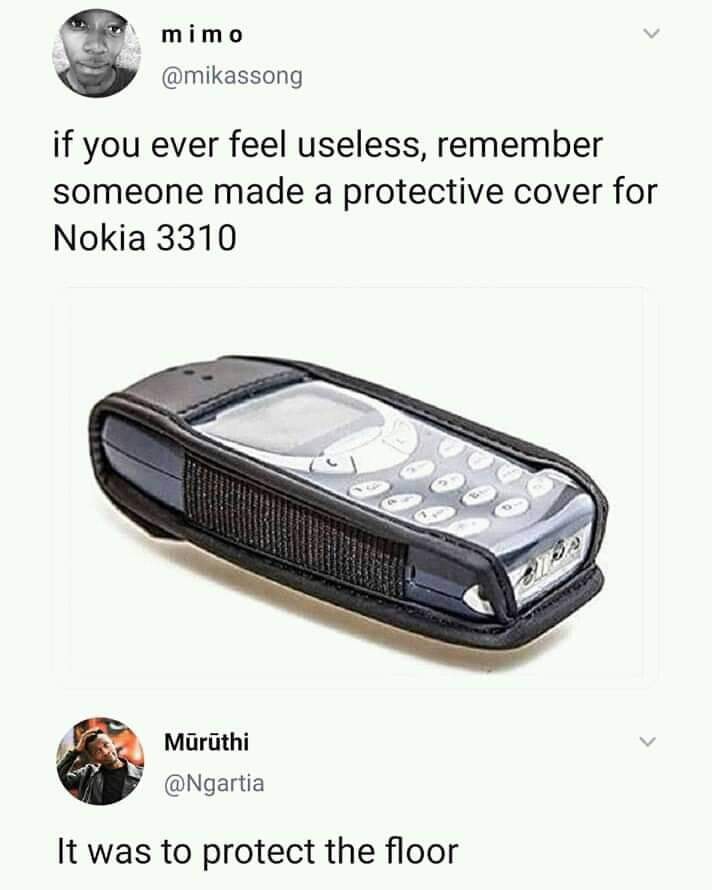 mimo
@mikassong
if you ever feel useless, remember
someone made a protective cover for
Nokia 3310
Mūrūthi
@Ngartia
It was to protect the floor